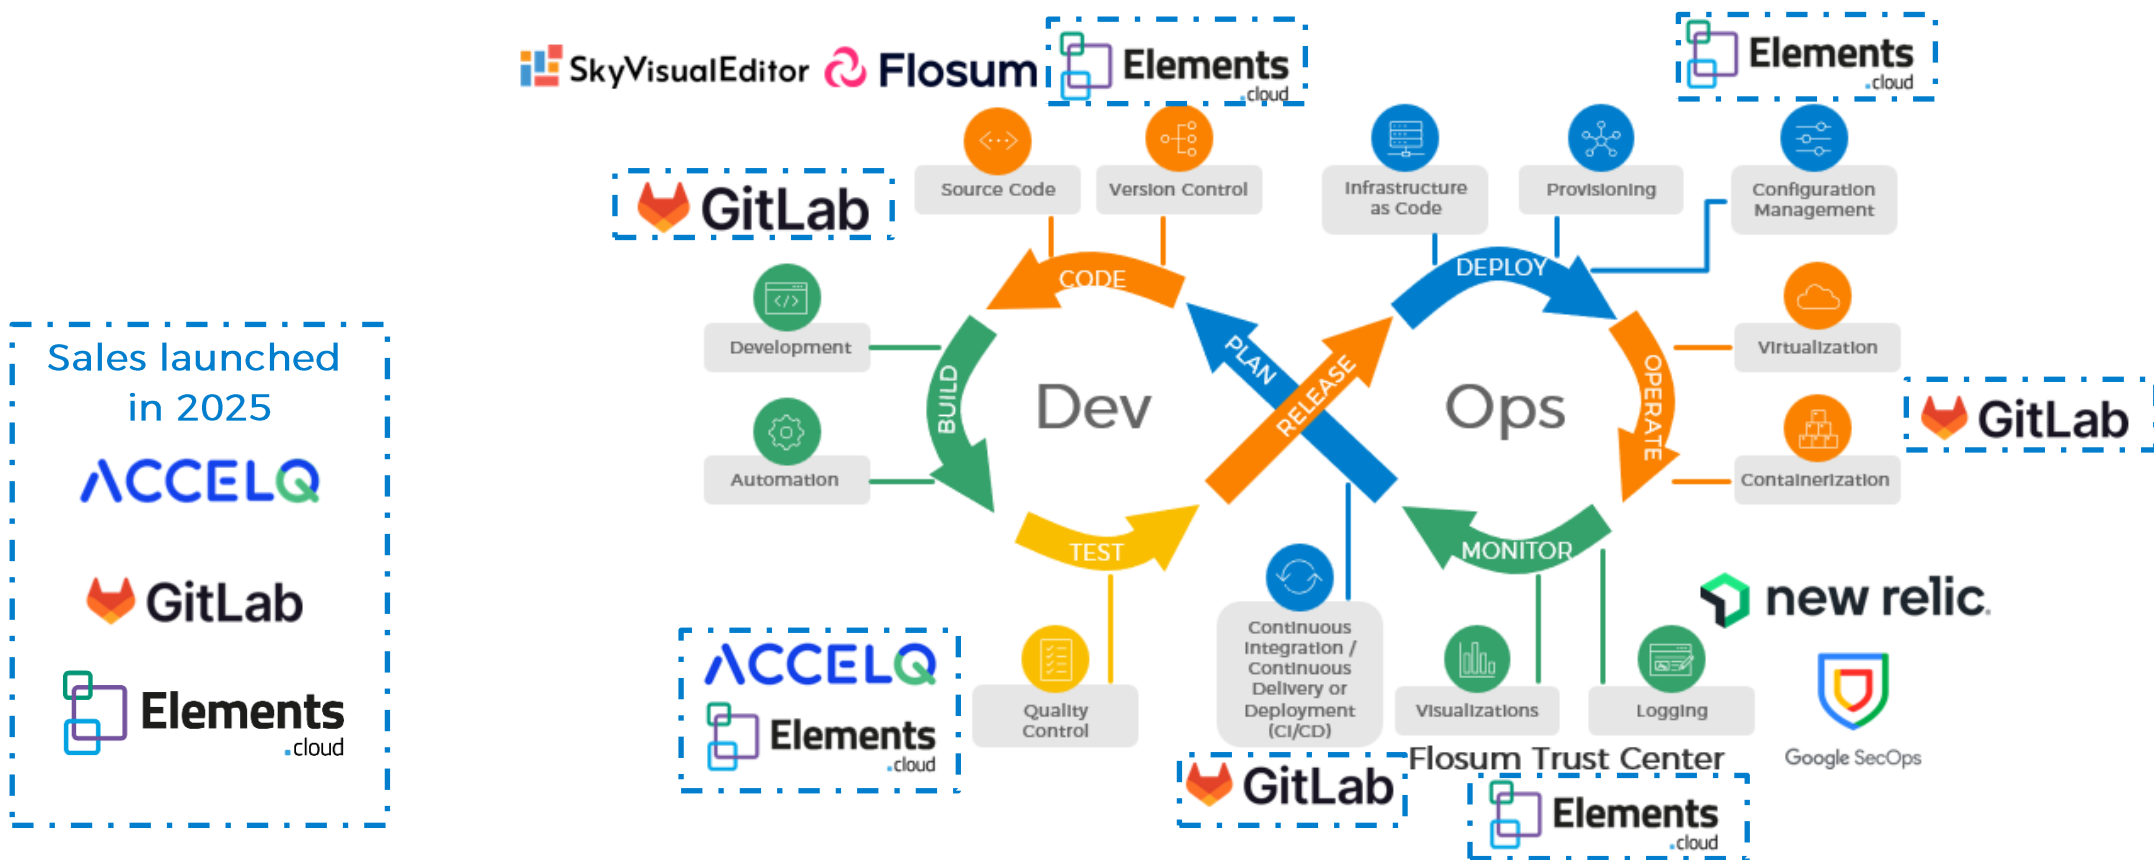 Sales launched
in 2025
ACCELQ
GitLab
Elements
.cloud
SkyVisualEditor
Flosum
Elements
.cloud
Elements
.cloud
GitLab
Source Code
Version Control
Infrastructure
as Code
Provisioning
Configuration
Management
CODE
DEPLOY
Development
BUILD
Automation
Dev
PLAN
RELEASE
Ops
OPERATE
Virtualization
Containerization
GitLab
TEST
MONITOR
ACCELQ
Elements
.cloud
Quality
Control
Continuous
Integration /
Continuous
Delivery or
Deployment
(CI/CD)
GitLab
Visualizations
Logging
Flosum Trust Center
Elements
.cloud
new relic.
Google SecOps